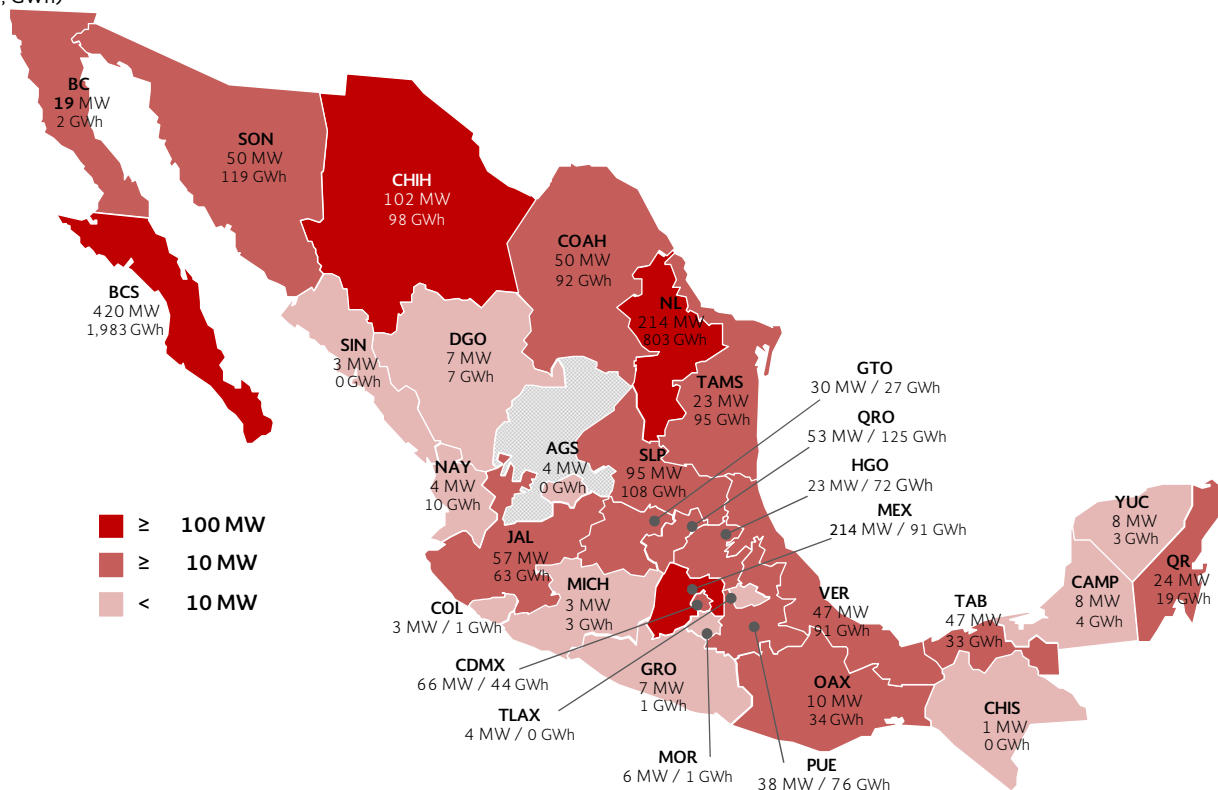 , GWh)
BC
19 MW
2 GWh
SON
50 MW
119 GWh
CHIH
102 MW
98 GWh
COAH
50 MW
92 GWh
BCS
420 MW
1,983 GWh
NL
214 MW
803 GWh
SIN
3 MW
0 GWh
DGO
7 MW
7 GWh
TAMS
23 MW
95 GWh
GTO
30 MW / 27 GWh
QRO
53 MW / 125 GWh
HGO
23 MW / 72 GWh
MEX
214 MW / 91 GWh
AGS
4 MW
0 GWh
SLP
95 MW
108 GWh
NAY
4 MW
10 GWh
YUC
8 MW
3 GWh
≥ 100 MW
≥ 10 MW
< 10 MW
JAL
57 MW
63 GWh
MICH
3 MW
3 GWh
COL
3 MW / 1 GWh
VER
47 MW
91 GWh
TAB
47 MW
33 GWh
CAMP
8 MW
4 GWh
QR
24 MW
19 GWh
CDMX
66 MW / 44 GWh
TLAX
4 MW / 0 GWh
GRO
7 MW
1 GWh
OAX
10 MW
34 GWh
CHIS
1 MW
0 GWh
MOR
6 MW / 1 GWh
PUE
38 MW / 76 GWh